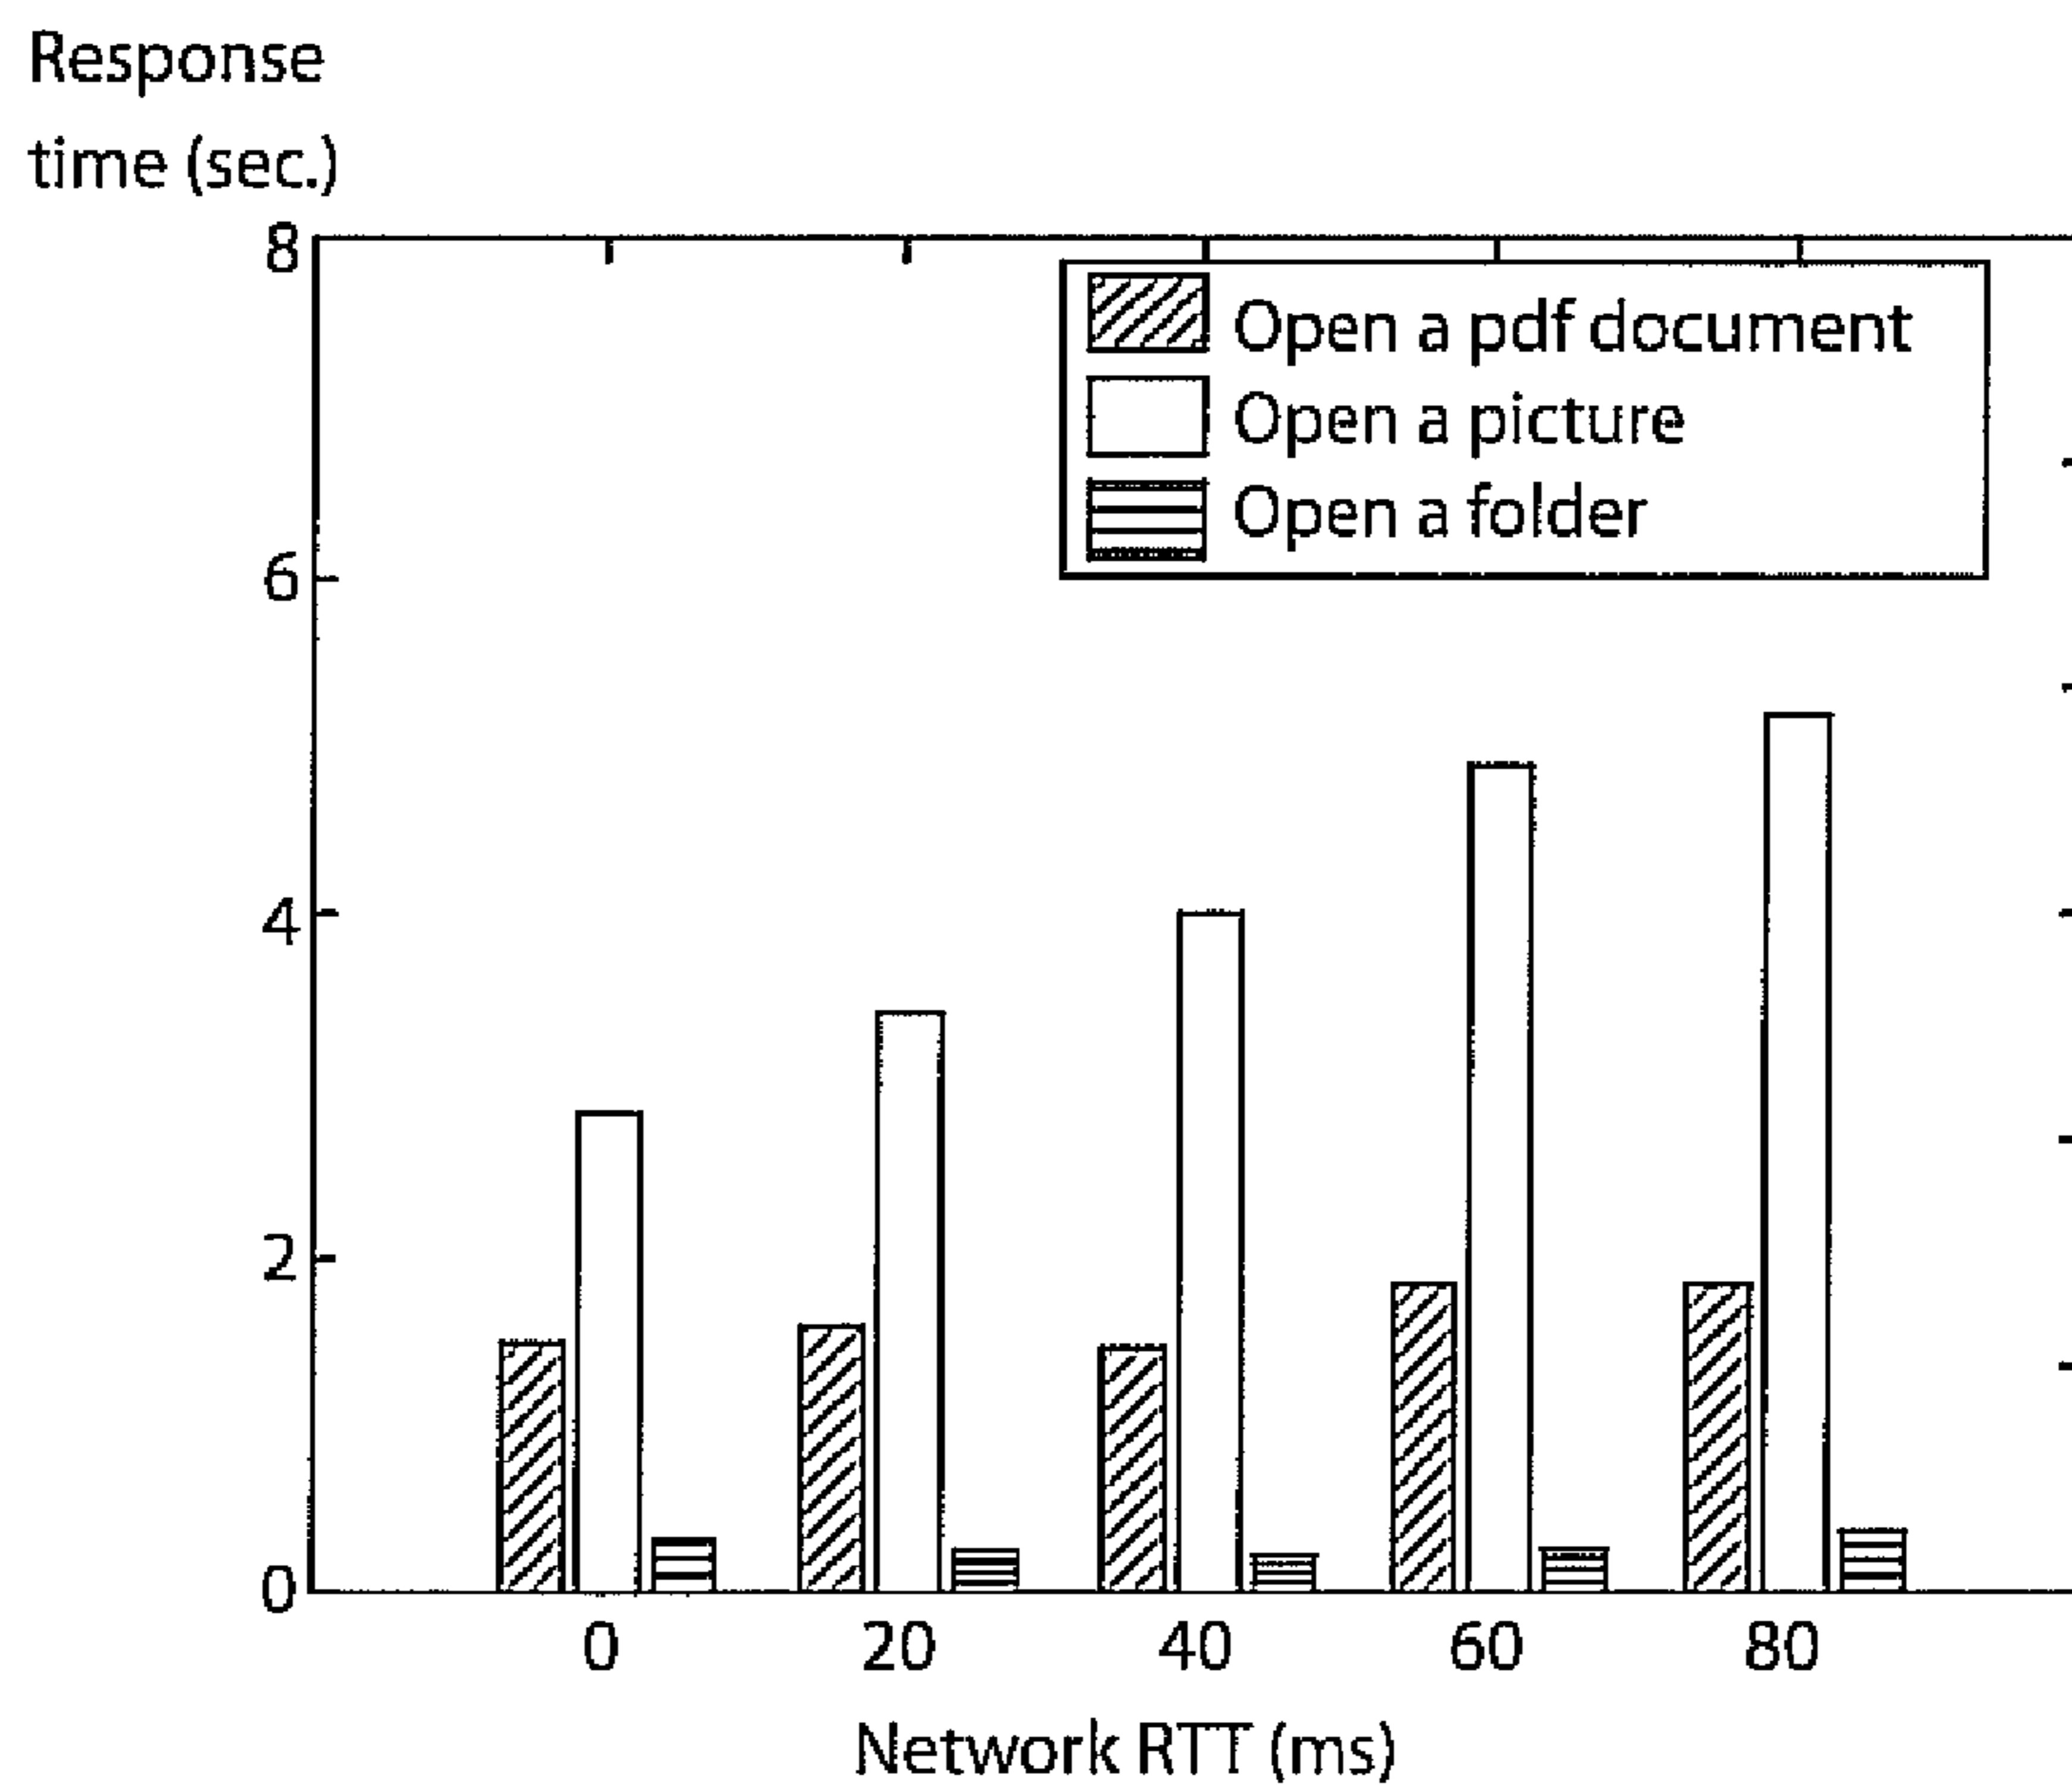 Response
time (sec.)
8
Open a pdf document
Open a picture
Open a folder
6
4
2
0
0 20 40 60 80
Network RTT (ms)